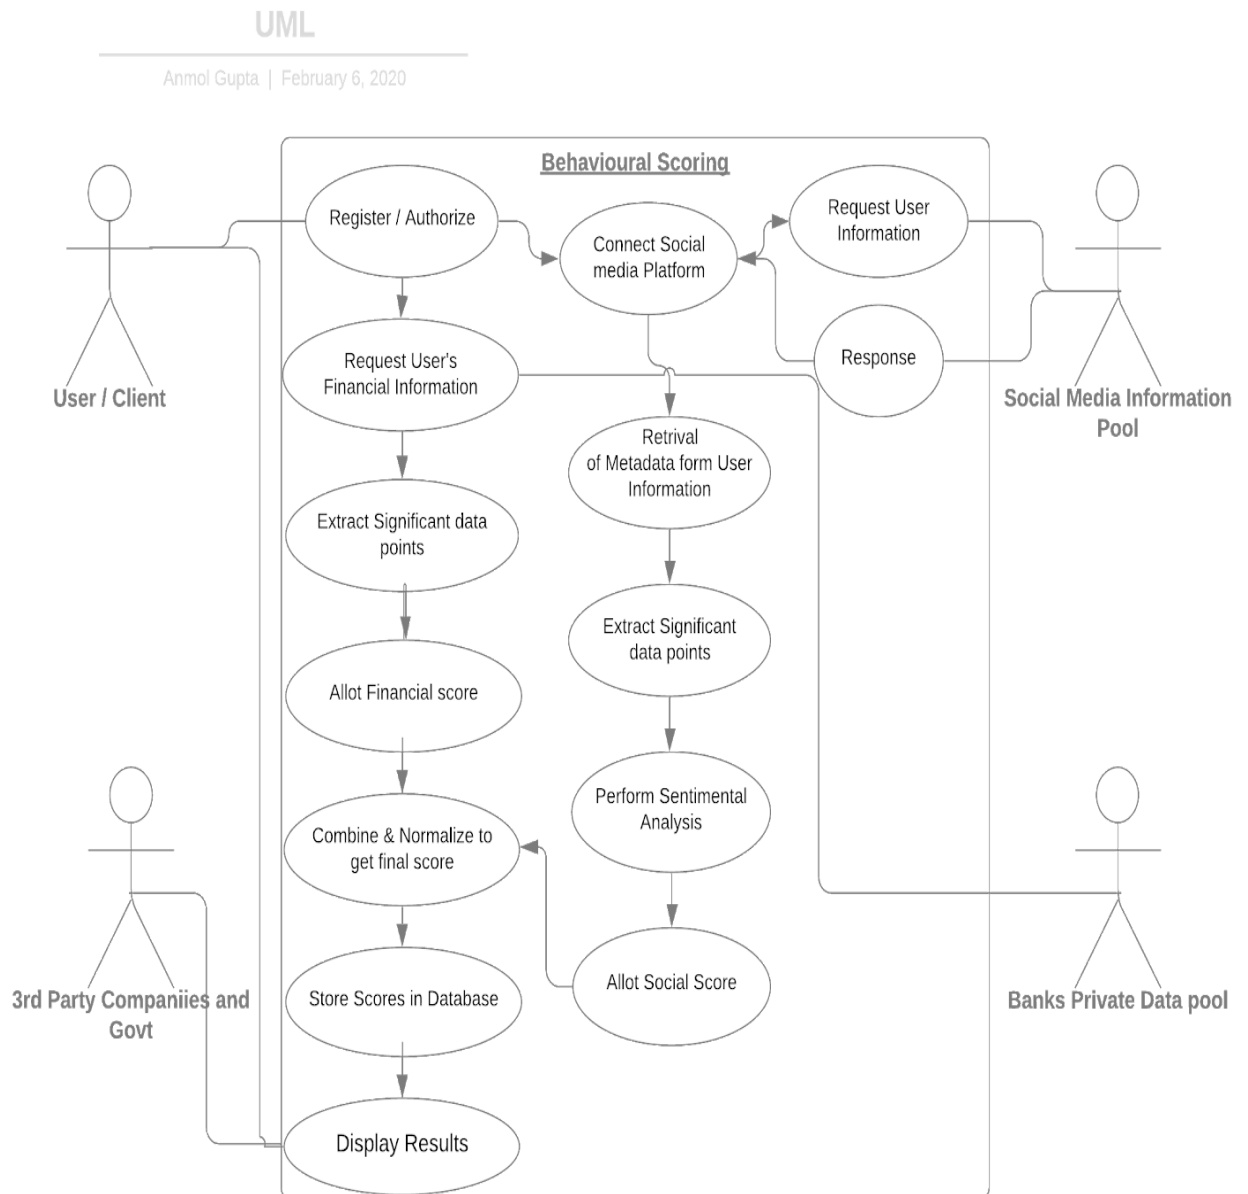 UML
Anmol Gupta | February 6, 2020
Behavioural Scoring
Register / Authorize
Connect Social
media Platform
Request User
Information
Response
User / Client
Social Media Information
Pool
Request User's
Financial Information
Retrival
of Metadata form User
Information
Extract Significant data
points
Extract Significant
data points
Allot Financial score
Perform Sentimental
Analysis
Combine & Normalize to
get final score
Allot Social Score
Store Scores in Database
3rd Party Companiies and
Govt
Banks Private Data pool
Display Results